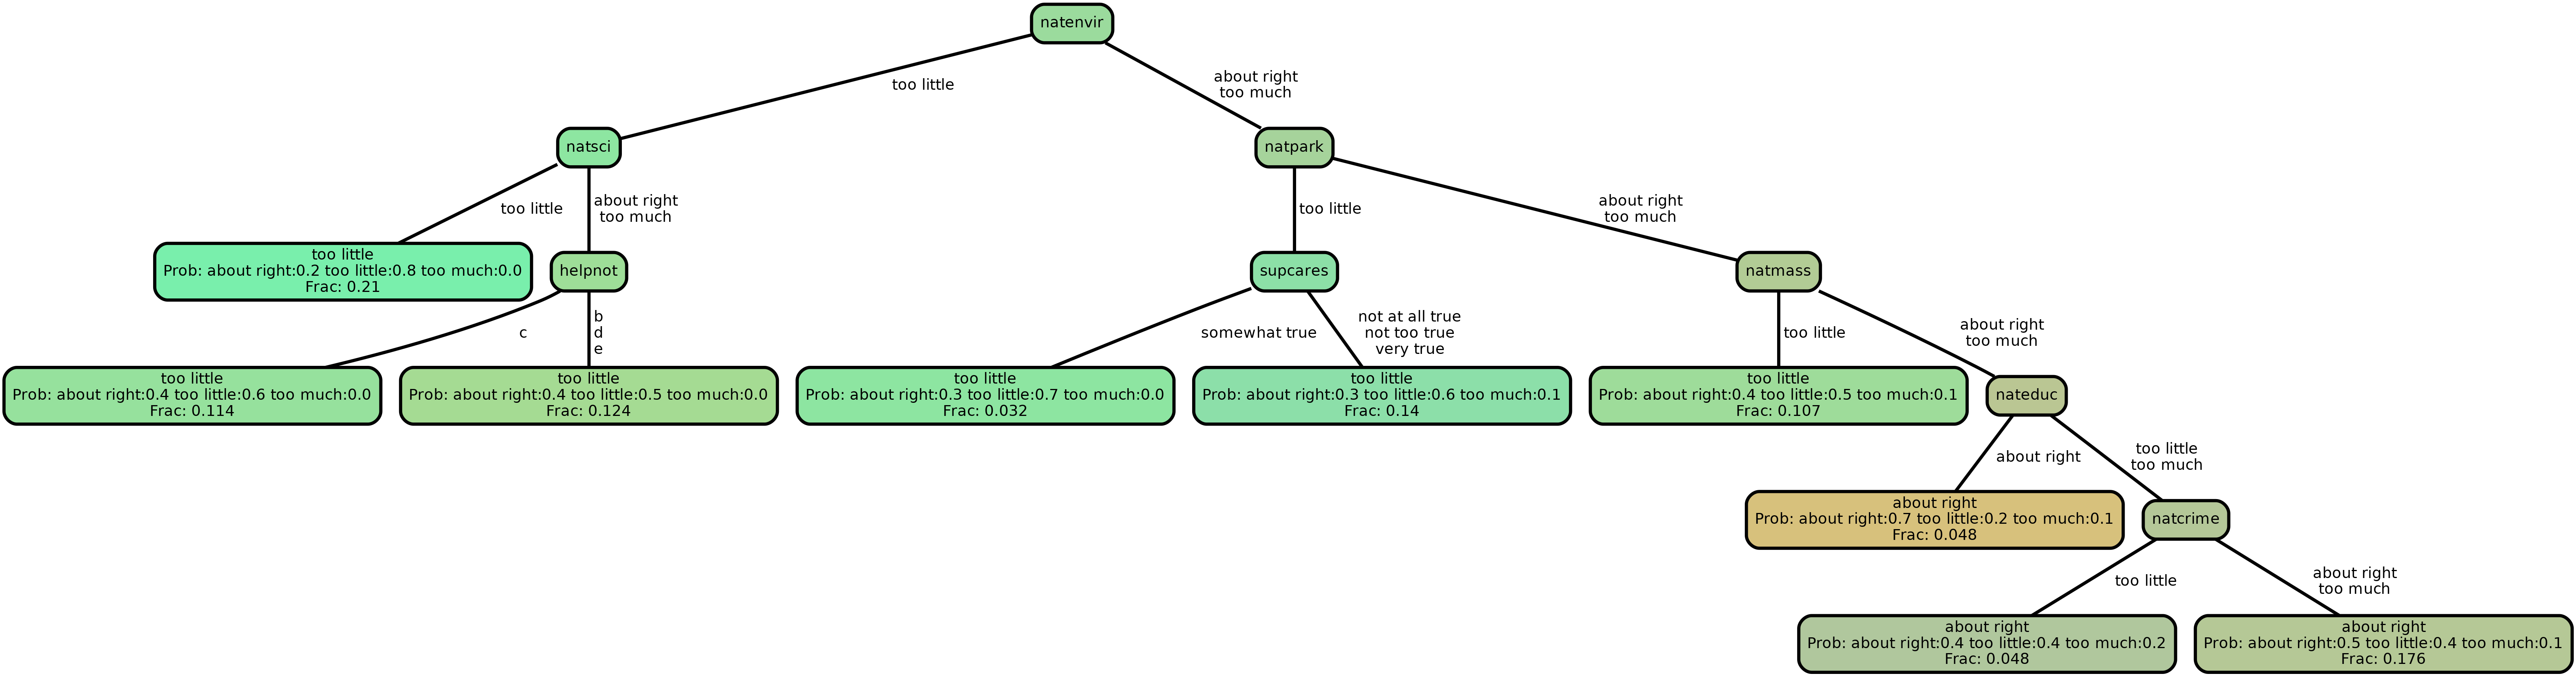 natenvir
too little
about right
too much
natsci
natpark
too little
about right
too much
too little
about right
too much
too little
Prob: about right:0.2 too little:0.8 too much:0.0
Frac: 0.21
helpnot
supcares
natmass
c
b
d
e
somewhat true
not at all true
not too true
very true
too little
about right
too much
too little
Prob: about right:0.4 too little:0.6 too much:0.0
Frac: 0.114
too little
Prob: about right:0.4 too little:0.5 too much:0.0
Frac: 0.124
too little
Prob: about right:0.3 too little:0.7 too much:0.0
Frac: 0.032
too little
Prob: about right:0.3 too little:0.6 too much:0.1
Frac: 0.14
too little
Prob: about right:0.4 too little:0.5 too much:0.1
Frac: 0.107
nateduc
about right
too little
too much
about right
Prob: about right:0.7 too little:0.2 too much:0.1
Frac: 0.048
natcrime
too little
about right
too much
about right
Prob: about right:0.4 too little:0.4 too much:0.2
Frac: 0.048
about right
Prob: about right:0.5 too little:0.4 too much:0.1
Frac: 0.176